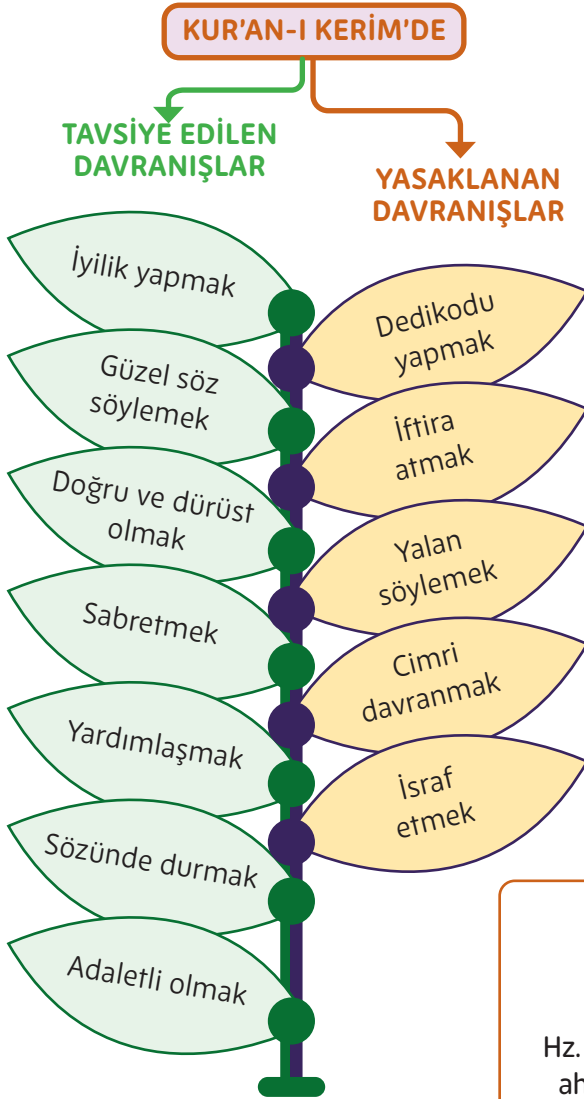 KUR'AN-I KERİM'DE
TAVSİYE EDİLEN
DAVRANIŞLAR
YASAKLANAN
DAVRANIŞLAR
İyilik yapmak
Güzel söz
söylemek
Doğru ve dürüst
olmak
Sabretmek
Yardımlaşmak
Sözünde durmak
Adaletli olmak
Dedikodu
yapmak
İftira
atmak
Yalan
söylemek
Cimri
davranmak
İsraf
etmek
Hz.